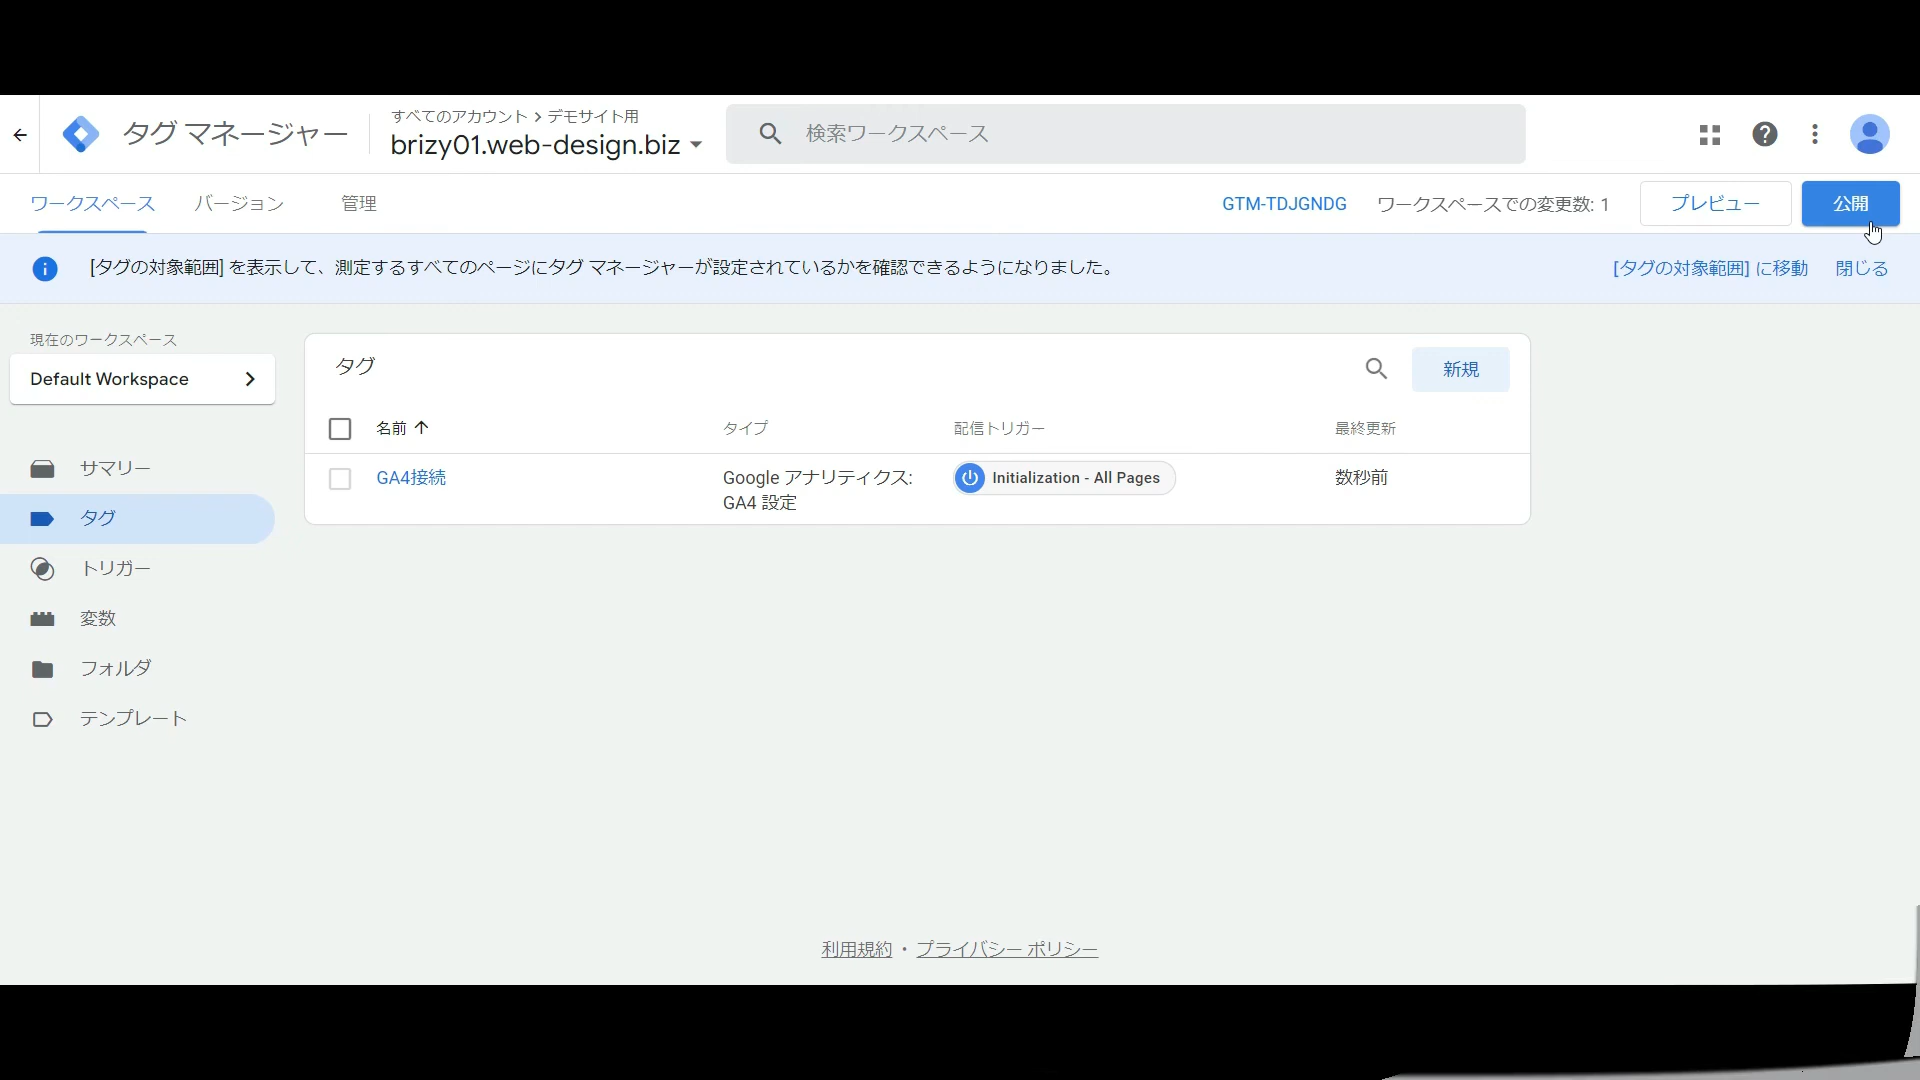 タグ マネージャー
すべてのアカウント > デモサイト用
brizy01.web-design.biz
検索ワークスペース
ワークスペース
バージョン
管理
GTM-TDJGNDG
ワークスペースでの変更数: 1
プレビュー
公開
[タグの対象範囲] を表示して、測定するすべてのページにタグ マネージャーが設定されているかを確認できるようになりました。
[タグの対象範囲] に移動
閉じる
現在のワークスペース
Default Workspace
サマリー
タグ
トリガー
変数
フォルダ
テンプレート
タグ
新規
名前
タイプ
配信トリガー
最終更新
GA4接続
Google アナリティクス:
GA4 設定
Initialization - All Pages
数秒前
利用規約 ・ プライバシー ポリシー